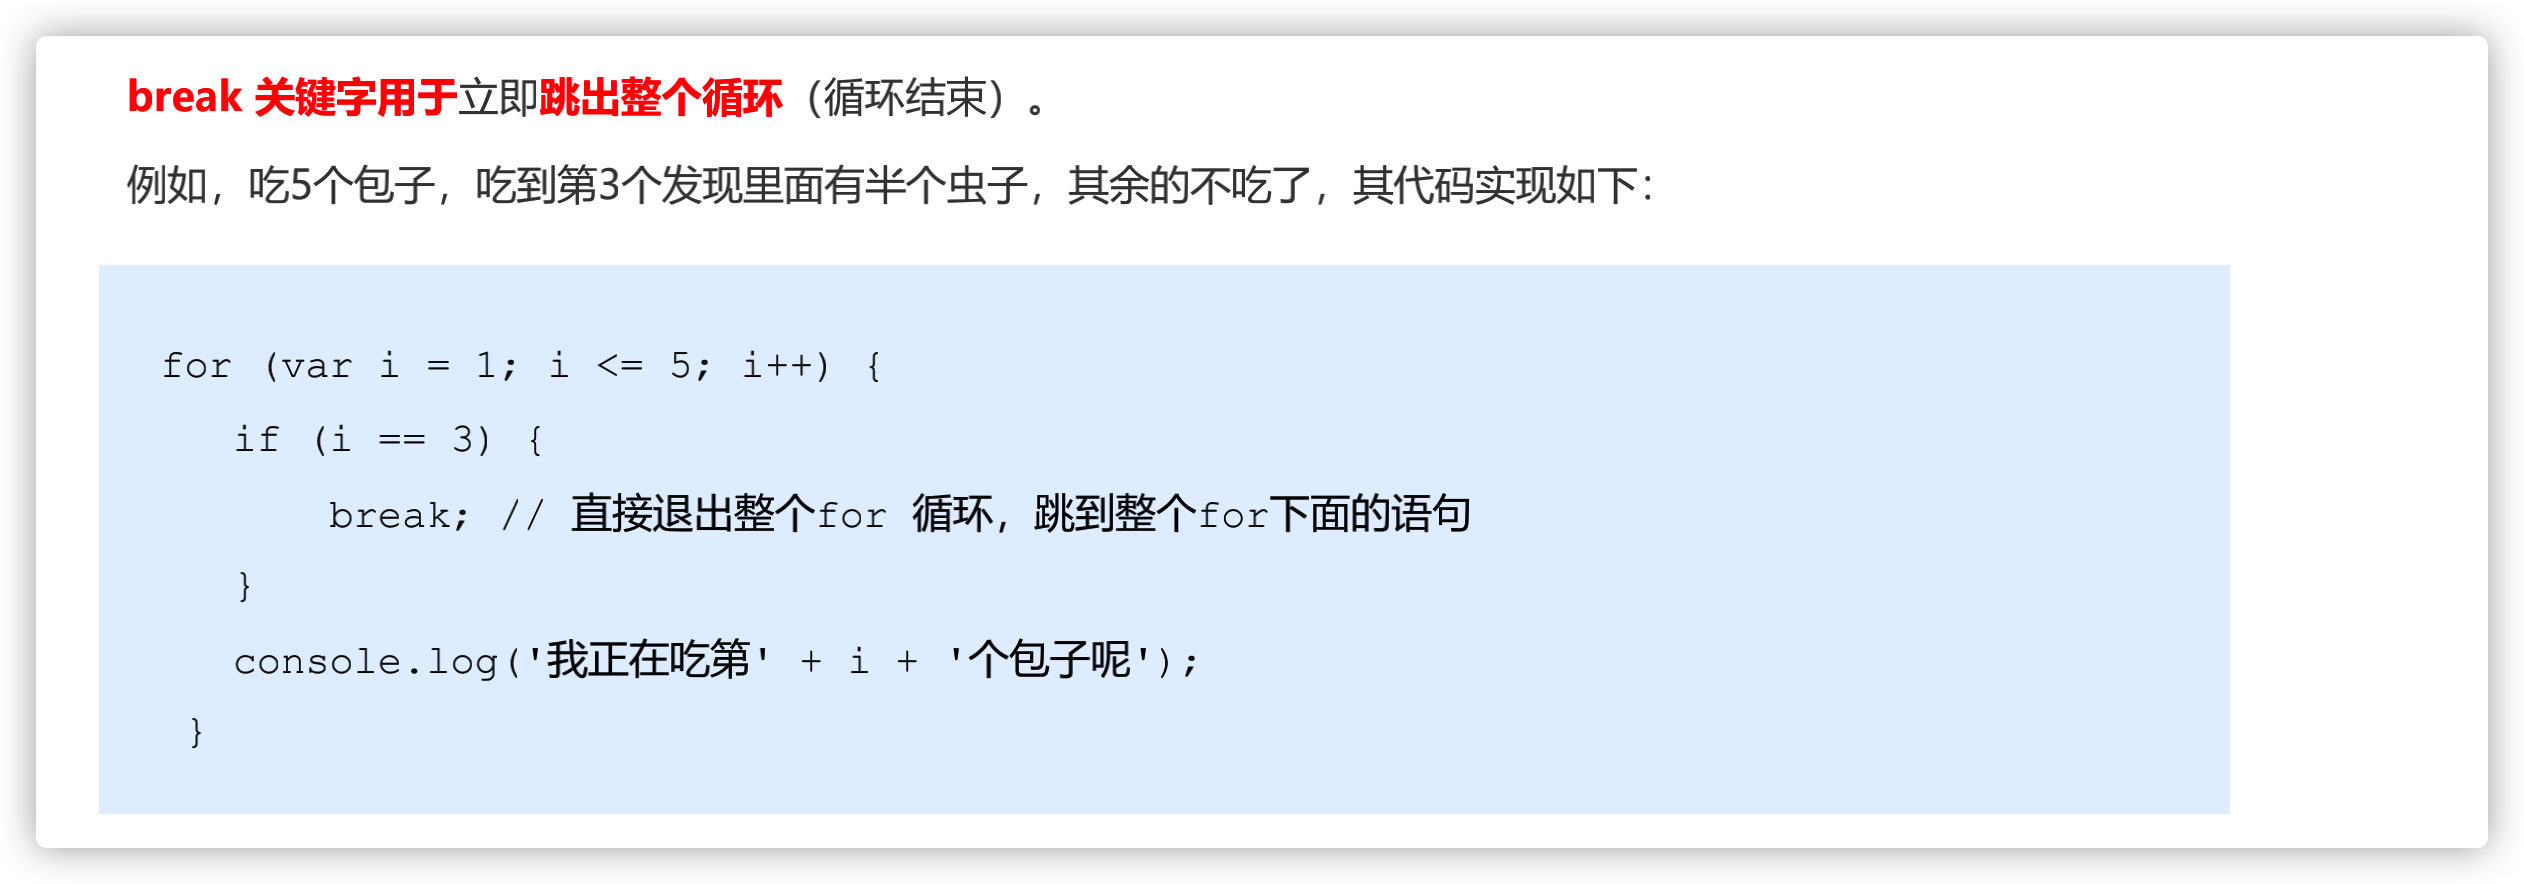 break 关键字用于立即跳出整个循环（循环结束）。
例如，吃5个包子，吃到第3个发现里面有半个虫子，其余的不吃了，其代码实现如下：
for (var i = 1; i <= 5; i++) {
   if (i == 3) {
       break; // 直接退出整个for 循环，跳到整个for下面的语句
   }
   console.log('我正在吃第' + i + '个包子呢');
 }